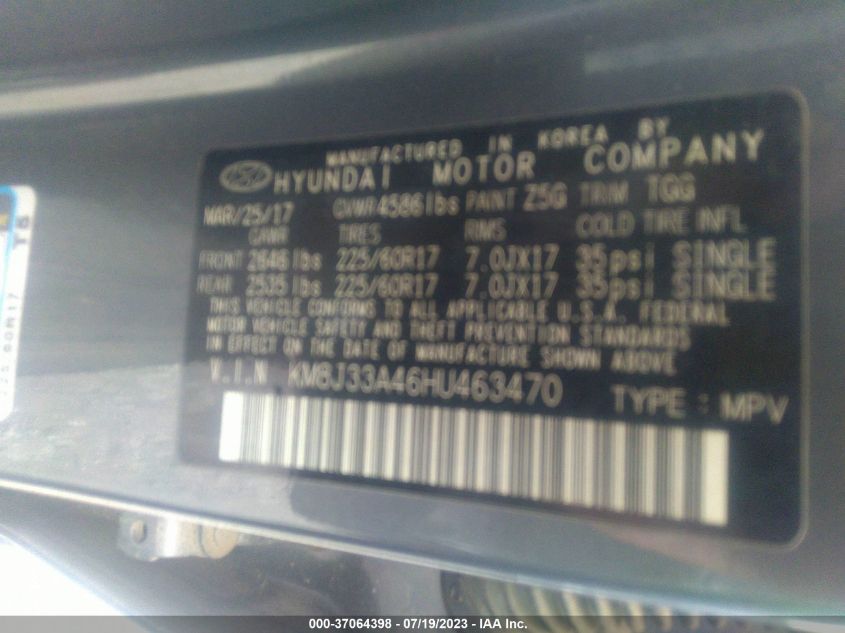 MANUFACTURED IN KOREA BY
HYUNDAI MOTOR COMPANY
MAR/25/17 GVWR 4586 lbs PAINT Z5G TRIM TGG
GAWR TIRES RIMS COLD TIRE INFL
FRONT 2646 lbs 225/60R17 7.0JX17 35psi SINGLE
REAR 2535 lbs 225/60R17 7.0JX17 35psi SINGLE
THIS VEHICLE CONFORMS TO ALL APPLICABLE U.S.A. FEDERAL
MOTOR VEHICLE SAFETY AND THEFT PREVENTION STANDARDS
IN EFFECT ON THE DATE OF MANUFACTURE SHOWN ABOVE.
V.I.N KM8J33A46HU463470 TYPE : MPV
000-37064398 - 07/19/2023 - IAA Inc.